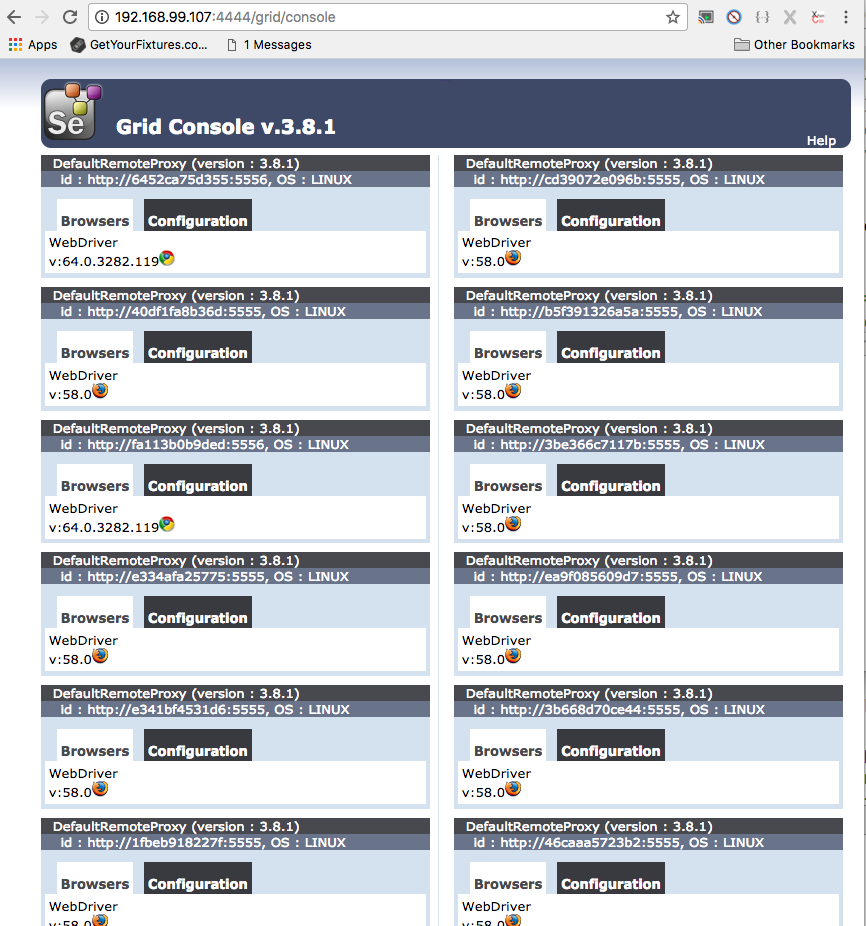 192.168.99.107:4444/grid/console
Apps GetYourFixtures.co... 1 Messages Other Bookmarks
Se
Grid Console v.3.8.1
Help
DefaultRemoteProxy (version : 3.8.1)
id : http://6452ca75d355:5556, OS : LINUX
Browsers Configuration
WebDriver
v:64.0.3282.119
DefaultRemoteProxy (version : 3.8.1)
id : http://cd39072e096b:5555, OS : LINUX
Browsers Configuration
WebDriver
v:58.0
DefaultRemoteProxy (version : 3.8.1)
id : http://40df1fa8b36d:5555, OS : LINUX
Browsers Configuration
WebDriver
v:58.0
DefaultRemoteProxy (version : 3.8.1)
id : http://b5f391326a5a:5555, OS : LINUX
Browsers Configuration
WebDriver
v:58.0
DefaultRemoteProxy (version : 3.8.1)
id : http://fa113b0b9ded:5556, OS : LINUX
Browsers Configuration
WebDriver
v:64.0.3282.119
DefaultRemoteProxy (version : 3.8.1)
id : http://3be366c7117b:5555, OS : LINUX
Browsers Configuration
WebDriver
v:58.0
DefaultRemoteProxy (version : 3.8.1)
id : http://e334afa25775:5555, OS : LINUX
Browsers Configuration
WebDriver
v:58.0
DefaultRemoteProxy (version : 3.8.1)
id : http://ea9f085609d7:5555, OS : LINUX
Browsers Configuration
WebDriver
v:58.0
DefaultRemoteProxy (version : 3.8.1)
id : http://e341bf4531d6:5555, OS : LINUX
Browsers Configuration
WebDriver
v:58.0
DefaultRemoteProxy (version : 3.8.1)
id : http://3b668d70ce44:5555, OS : LINUX
Browsers Configuration
WebDriver
v:58.0
DefaultRemoteProxy (version : 3.8.1)
id : http://1fbeb918227f:5555, OS : LINUX
Browsers Configuration
WebDriver
v:58.0
DefaultRemoteProxy (version : 3.8.1)
id : http://46caaa5723b2:5555, OS : LINUX
Browsers Configuration
WebDriver
v:58.0